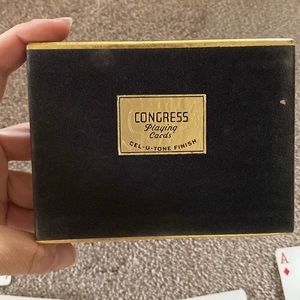 CONGRESS
Playing
Cards
CEL-U-TONE FINISH
A